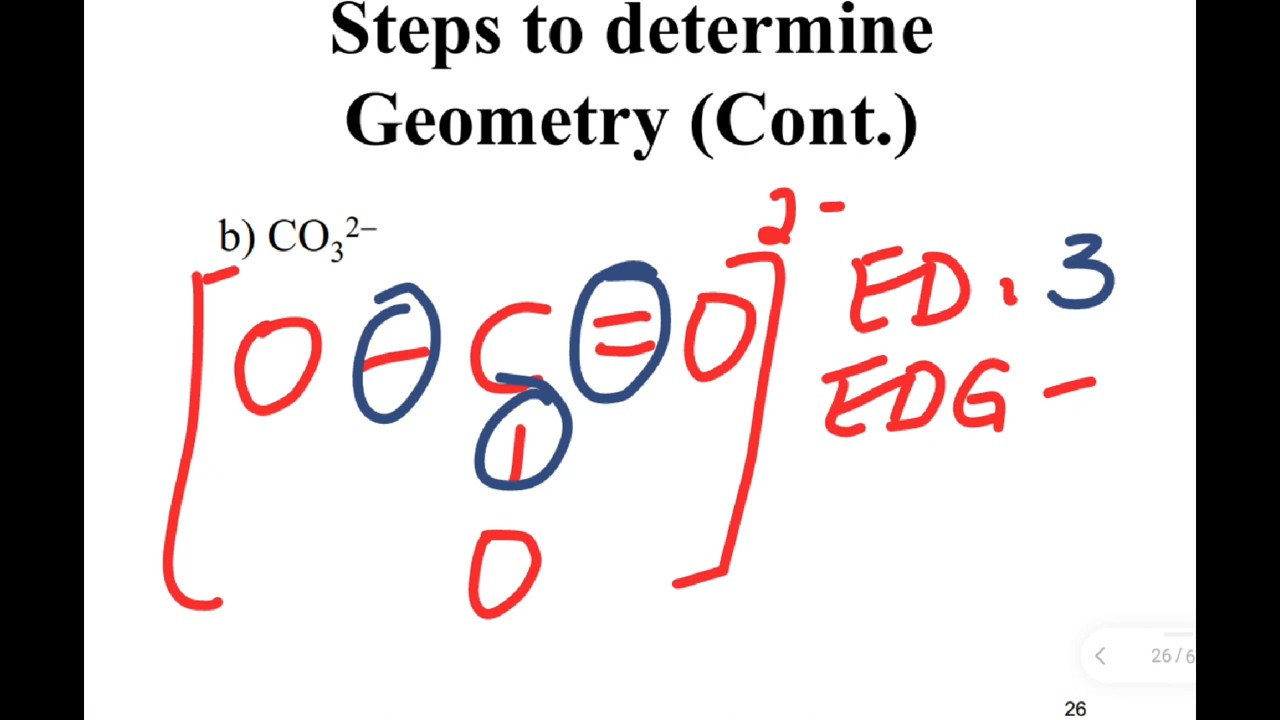 Steps to determine
Geometry (Cont.)
b) CO₃²⁻
[O – C = O]²⁻
|
O
ED. 3
EDG –
26 / 6
26